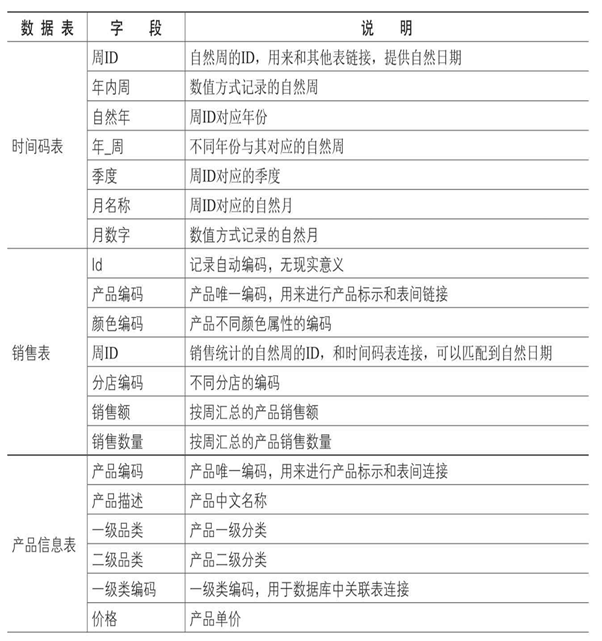 数 据 表 字 段 说 明
时间码表 周ID 自然周的ID，用来和其他表链接，提供自然日期
年内周 数值方式记录的自然周
自然年 周ID对应年份
年_周 不同年份与其对应的自然周
季度 周ID对应的季度
月名称 周ID对应的自然月
月数字 数值方式记录的自然月
销售表 Id 记录自动编码，无现实意义
产品编码 产品唯一编码，用来进行产品标示和表间链接
颜色编码 产品不同颜色属性的编码
周ID 销售统计的自然周的ID，和时间码表连接，可以匹配到自然日期
分店编码 不同分店的编码
销售额 按周汇总的产品销售额
销售数量 按周汇总的产品销售数量
产品信息表 产品编码 产品唯一编码，用来进行产品标示和表间连接
产品描述 产品中文名称
一级品类 产品一级分类
二级品类 产品二级分类
一级类编码 一级类编码，用于数据库中关联表连接
价格 产品单价